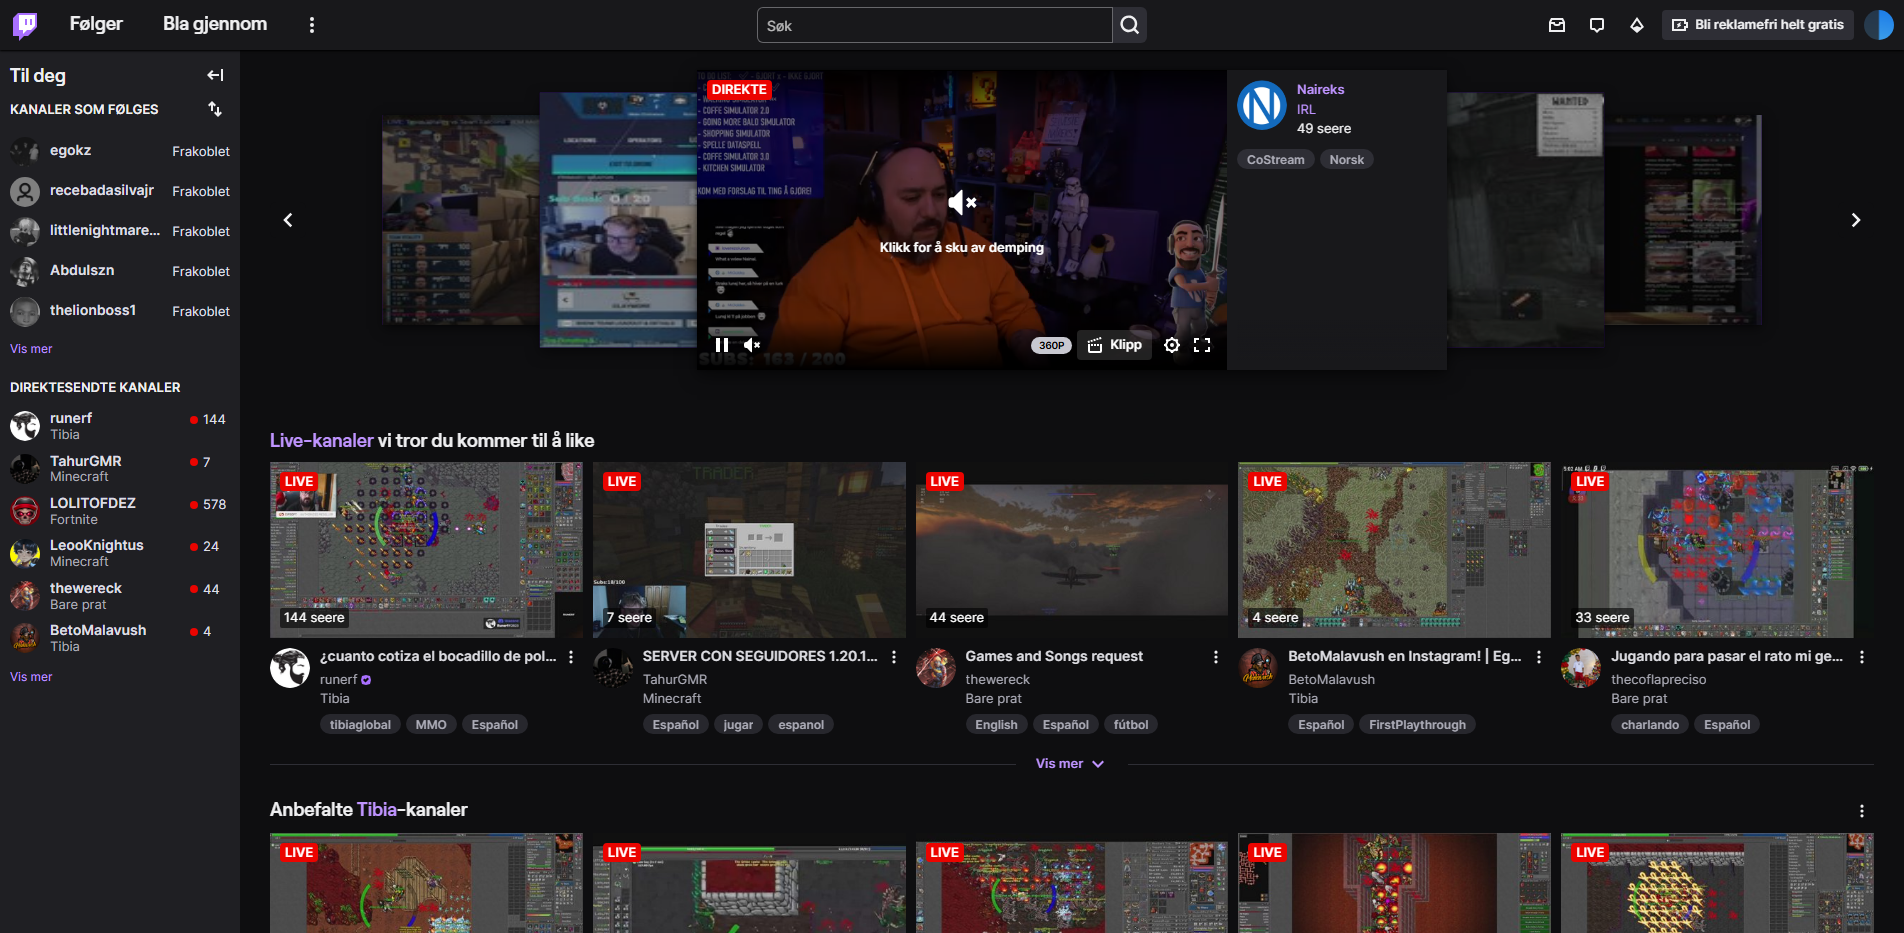 Følger
Bla gjennom
Søk
Bli reklamefri helt gratis
Til deg
KANALER SOM FØLGES
egokz
Frakoblet
recebadasilvajr
Frakoblet
littlenightmare...
Frakoblet
Abdulszn
Frakoblet
thelionboss1
Frakoblet
Vis mer
DIREKTESENDTE KANALER
runerf
144
Tibia
TahurGMR
7
Minecraft
LOLITOFDEZ
578
Fortnite
LeooKnightus
24
Minecraft
thewereck
44
Bare prat
BetoMalavush
4
Tibia
Vis mer
DIREKTE
- COFFE SIMULATOR 2.0
- GOING MORE BALD SIMULATOR
- SHOPPING SIMULATOR
- SPELLE DATASPELL
- COFFE SIMULATOR 3.0
- KITCHEN SIMULATOR
KOM MED FORSLAG TIL TING Å GJØRE!
Klikk for å sku av demping
SUBS: 163 / 200
360P
Klipp
Naireks
IRL
49 seere
CoStream
Norsk
WANTED
Live-kanaler vi tror du kommer til å like
LIVE
144 seere
¿cuanto cotiza el bocadillo de pol...
runerf
Tibia
tibiaglobal
MMO
Español
LIVE
TRADER
Subs:18/100
7 seere
SERVER CON SEGUIDORES 1.20.1...
TahurGMR
Minecraft
Español
jugar
espanol
LIVE
44 seere
Games and Songs request
thewereck
Bare prat
English
Español
fútbol
LIVE
4 seere
BetoMalavush en Instagram! | Eg...
BetoMalavush
Tibia
Español
FirstPlaythrough
LIVE
33 seere
Jugando para pasar el rato mi ge...
thecoflapreciso
Bare prat
charlando
Español
Vis mer
Anbefalte Tibia-kanaler
LIVE
LIVE
LIVE
LIVE
LIVE